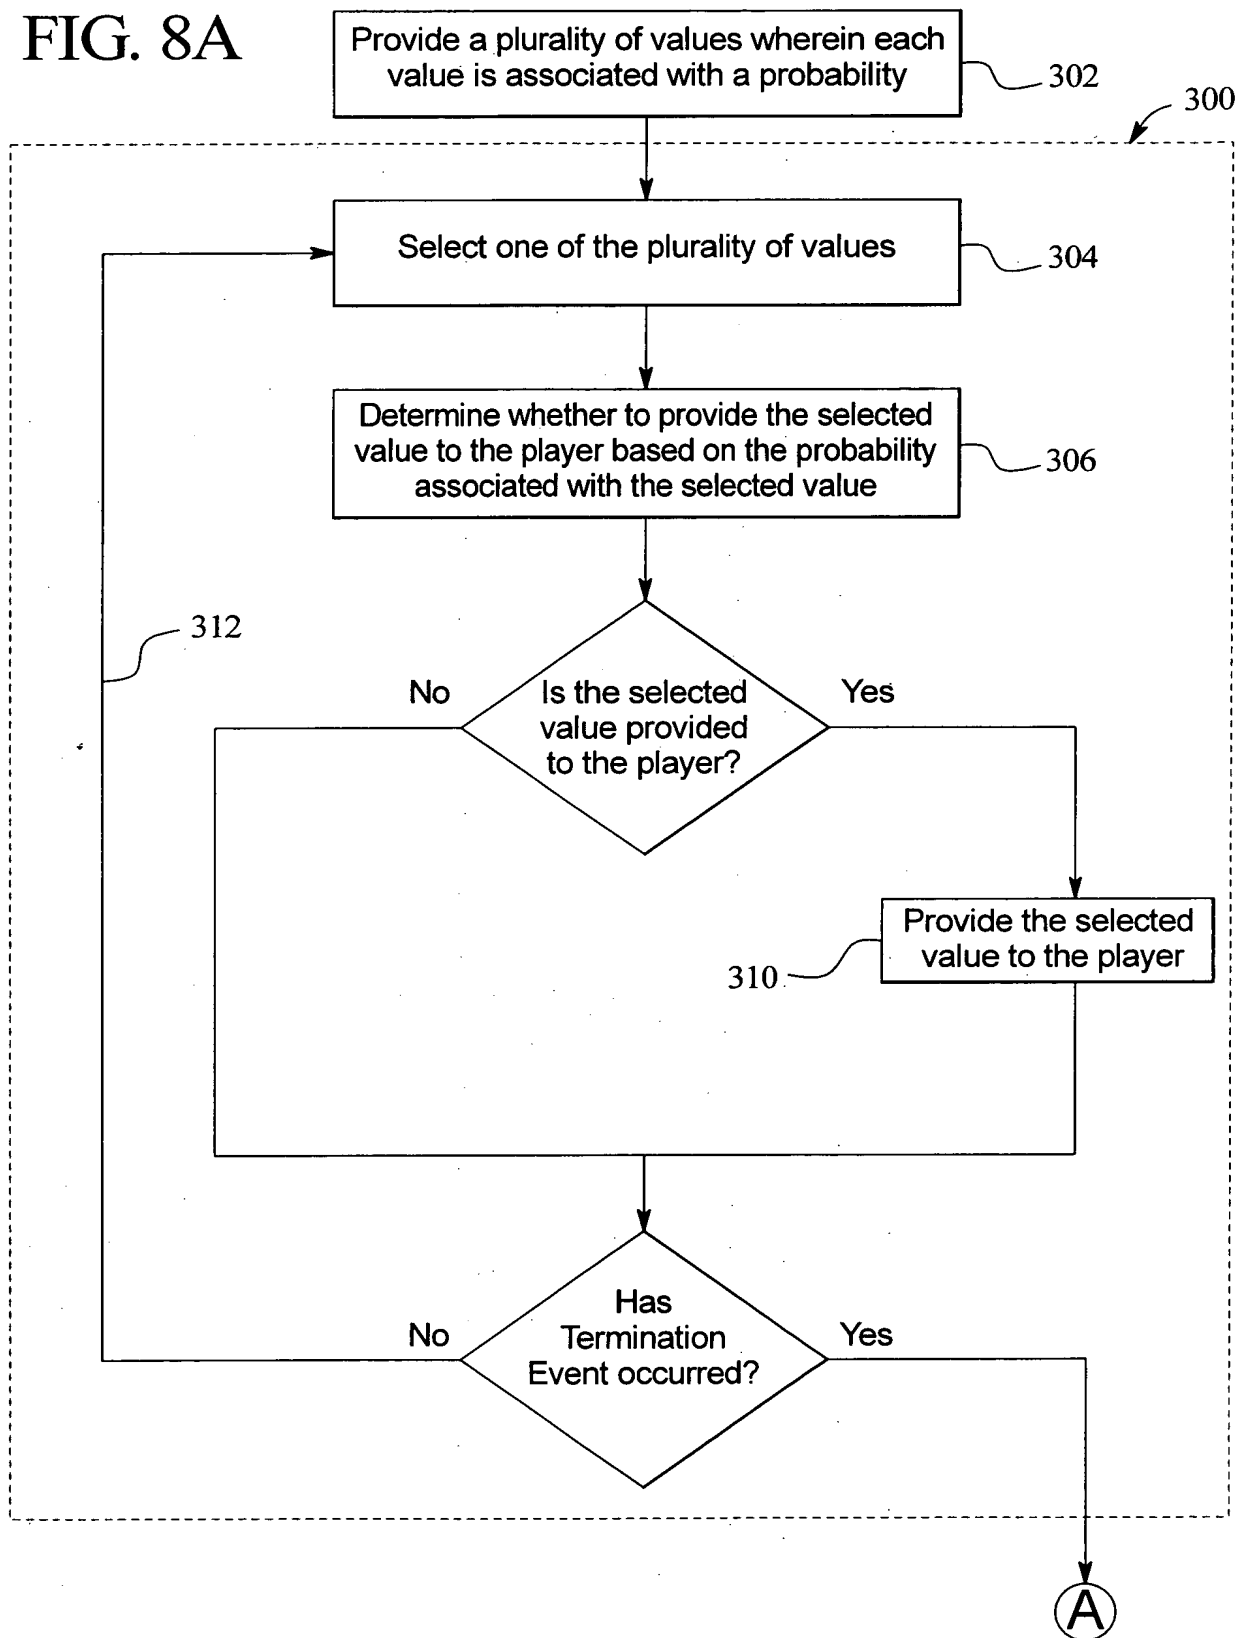 FIG. 8A
Provide a plurality of values wherein each
value is associated with a probability
302
300
Select one of the plurality of values
304
Determine whether to provide the selected
value to the player based on the probability
associated with the selected value
306
312
No
Is the selected
value provided
to the player?
Yes
Provide the selected
value to the player
310
No
Has
Termination
Event occurred?
Yes
A